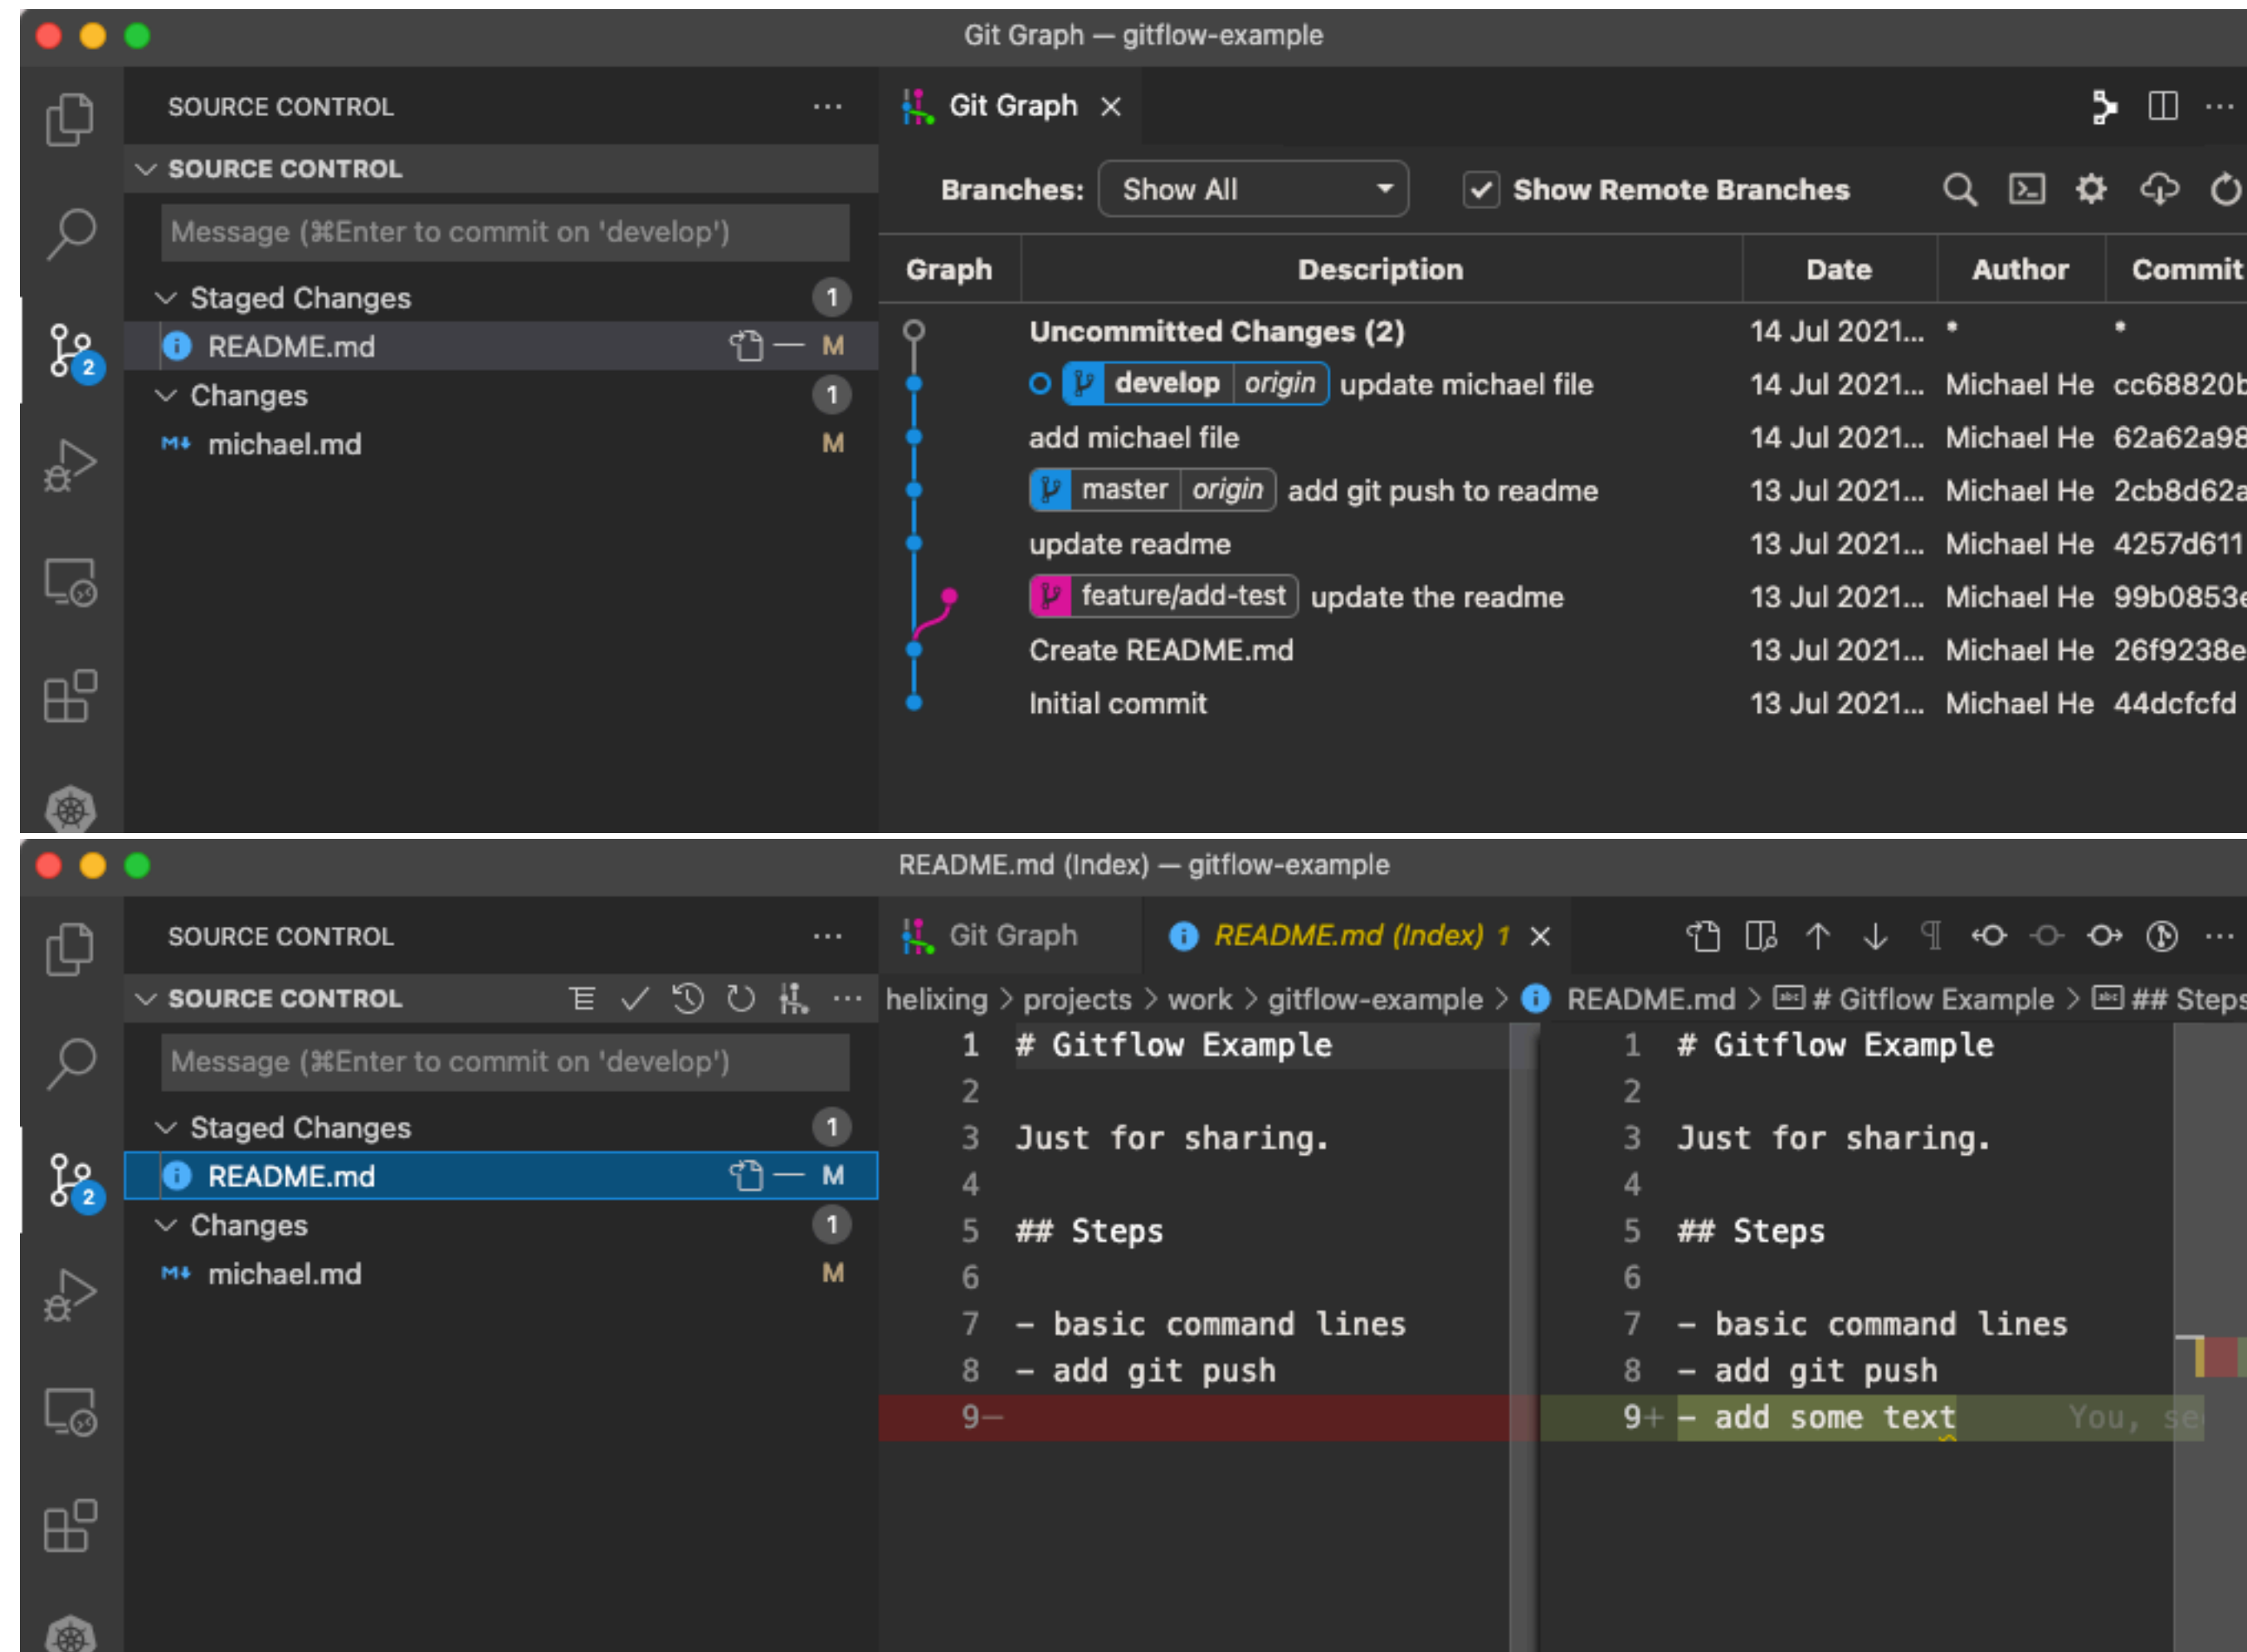 Git Graph — gitflow-example
SOURCE CONTROL
Git Graph
SOURCE CONTROL
Branches: Show All Show Remote Branches
Message (⌘Enter to commit on 'develop')
Graph Description Date Author Commit
Staged Changes 1
README.md M
Changes 1
michael.md M
2
Uncommitted Changes (2) 14 Jul 2021... * *
develop origin update michael file 14 Jul 2021... Michael He cc68820b
add michael file 14 Jul 2021... Michael He 62a62a98
master origin add git push to readme 13 Jul 2021... Michael He 2cb8d62a
update readme 13 Jul 2021... Michael He 4257d611
feature/add-test update the readme 13 Jul 2021... Michael He 99b0853e
Create README.md 13 Jul 2021... Michael He 26f9238e
Initial commit 13 Jul 2021... Michael He 44dcfcfd
README.md (Index) — gitflow-example
SOURCE CONTROL
Git Graph README.md (Index) 1
SOURCE CONTROL
helixing > projects > work > gitflow-example > README.md > # Gitflow Example > ## Steps
Message (⌘Enter to commit on 'develop')
Staged Changes 1
README.md M
Changes 1
michael.md M
2
1 # Gitflow Example
2
3 Just for sharing.
4
5 ## Steps
6
7 - basic command lines
8 - add git push
9—
1 # Gitflow Example
2
3 Just for sharing.
4
5 ## Steps
6
7 - basic command lines
8 - add git push
9+ - add some text You,